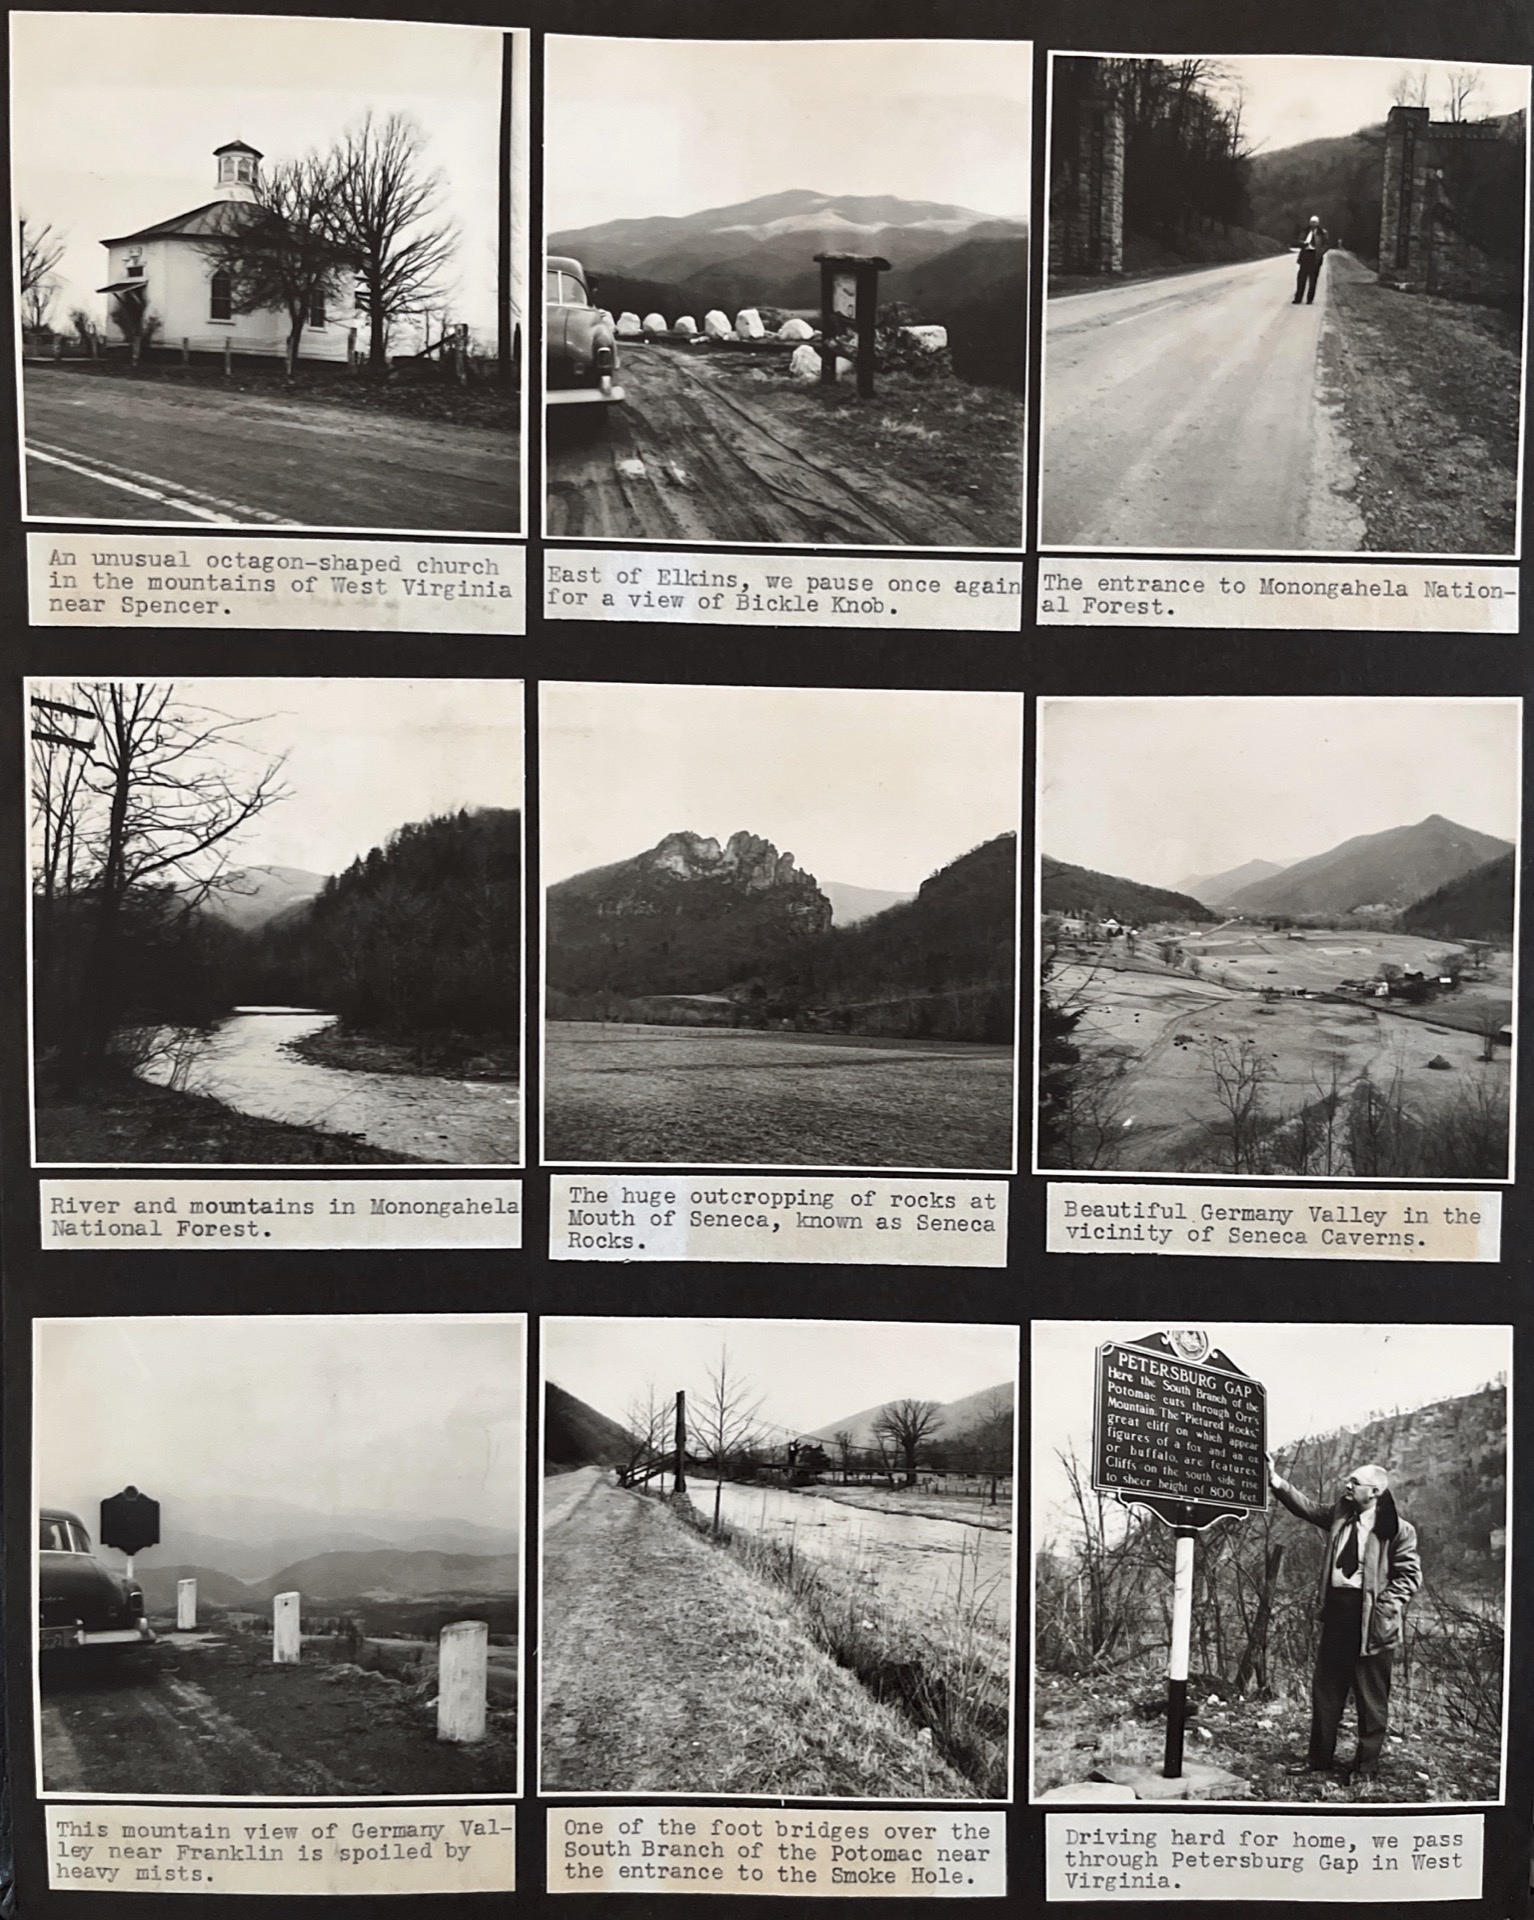 An unusual octagon-shaped church
in the mountains of West Virginia
near Spencer.
East of Elkins, we pause once again
for a view of Bickle Knob.
The entrance to Monongahela Nation-
al Forest.
River and mountains in Monongahela
National Forest.
The huge outcropping of rocks at
Mouth of Seneca, known as Seneca
Rocks.
Beautiful Germany Valley in the
vicinity of Seneca Caverns.
This mountain view of Germany Val-
ley near Franklin is spoiled by
heavy mists.
One of the foot bridges over the
South Branch of the Potomac near
the entrance to the Smoke Hole.
PETERSBURG GAP
Here the South Branch of the
Potomac cuts through Orr's
Mountain. The "Pictured Rocks,"
great cliff on which appear
figures of a fox and an ox
or buffalo, are features.
Cliffs on the south side rise
to sheer height of 800 feet.
Driving hard for home, we pass
through Petersburg Gap in West
Virginia.